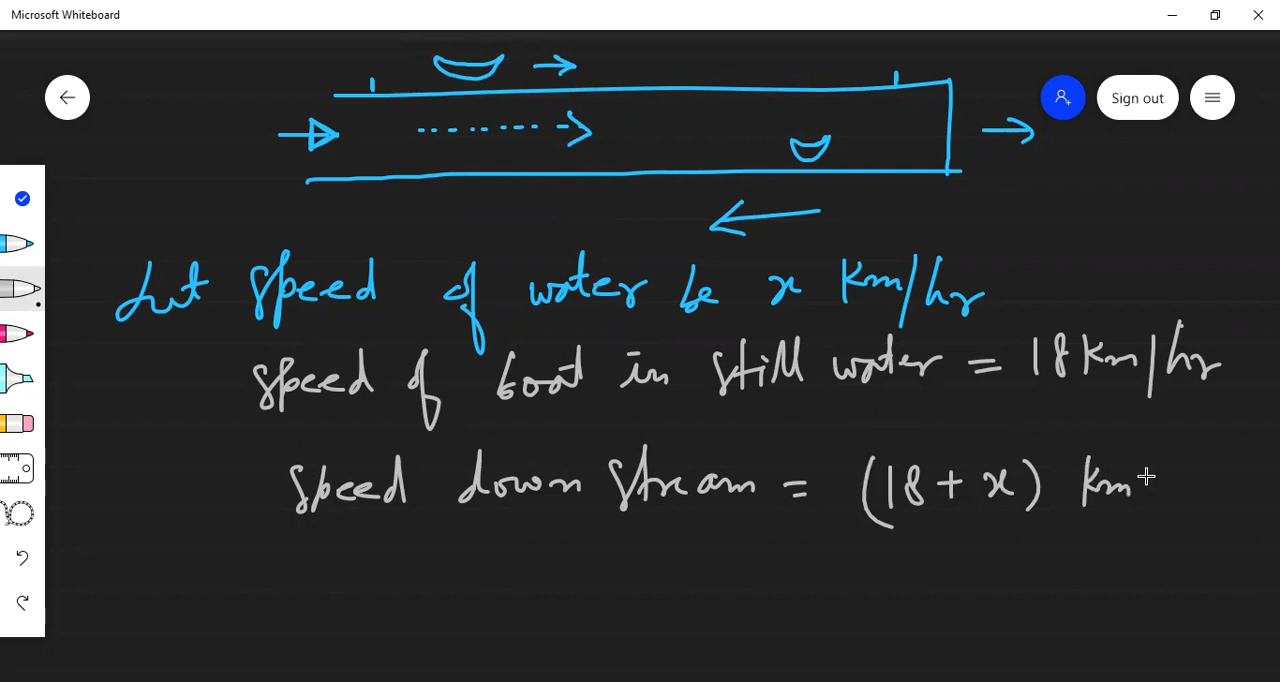 Microsoft Whiteboard
Sign out
Let speed of water be x Km/hr
speed of boat in still water = 18 Km/hr
speed down stream = (18 + x) Km